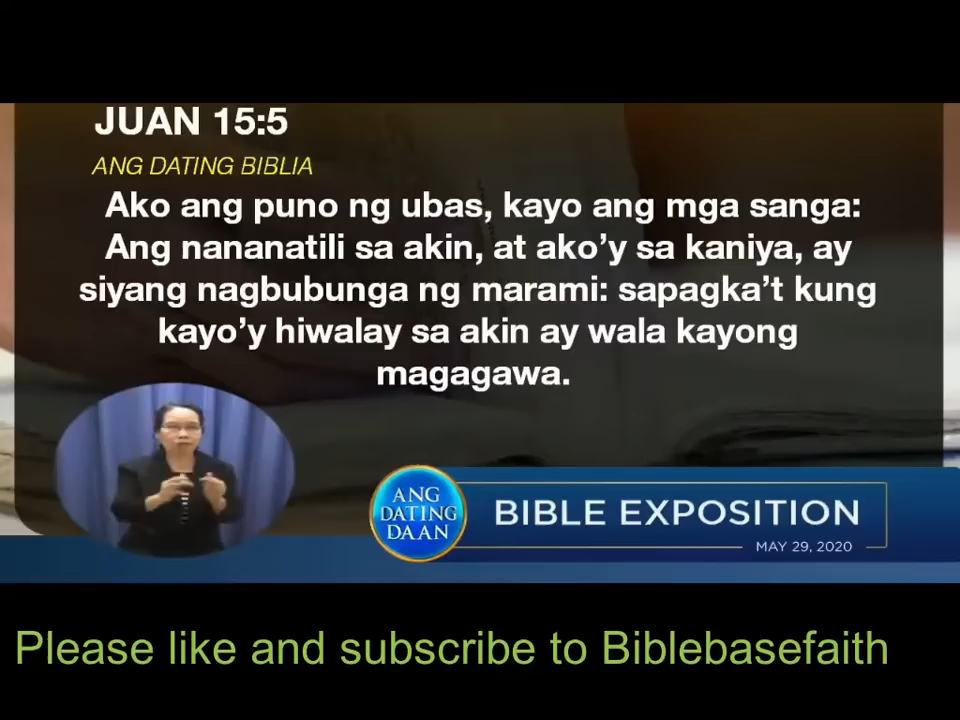 JUAN 15:5
ANG DATING BIBLIA
Ako ang puno ng ubas, kayo ang mga sanga:
Ang nananatili sa akin, at ako’y sa kaniya, ay
siyang nagbubunga ng marami: sapagka’t kung
kayo’y hiwalay sa akin ay wala kayong
magagawa.
ANG
DATING
DAAN
BIBLE EXPOSITION
MAY 29, 2020
Please like and subscribe to Biblebasefaith